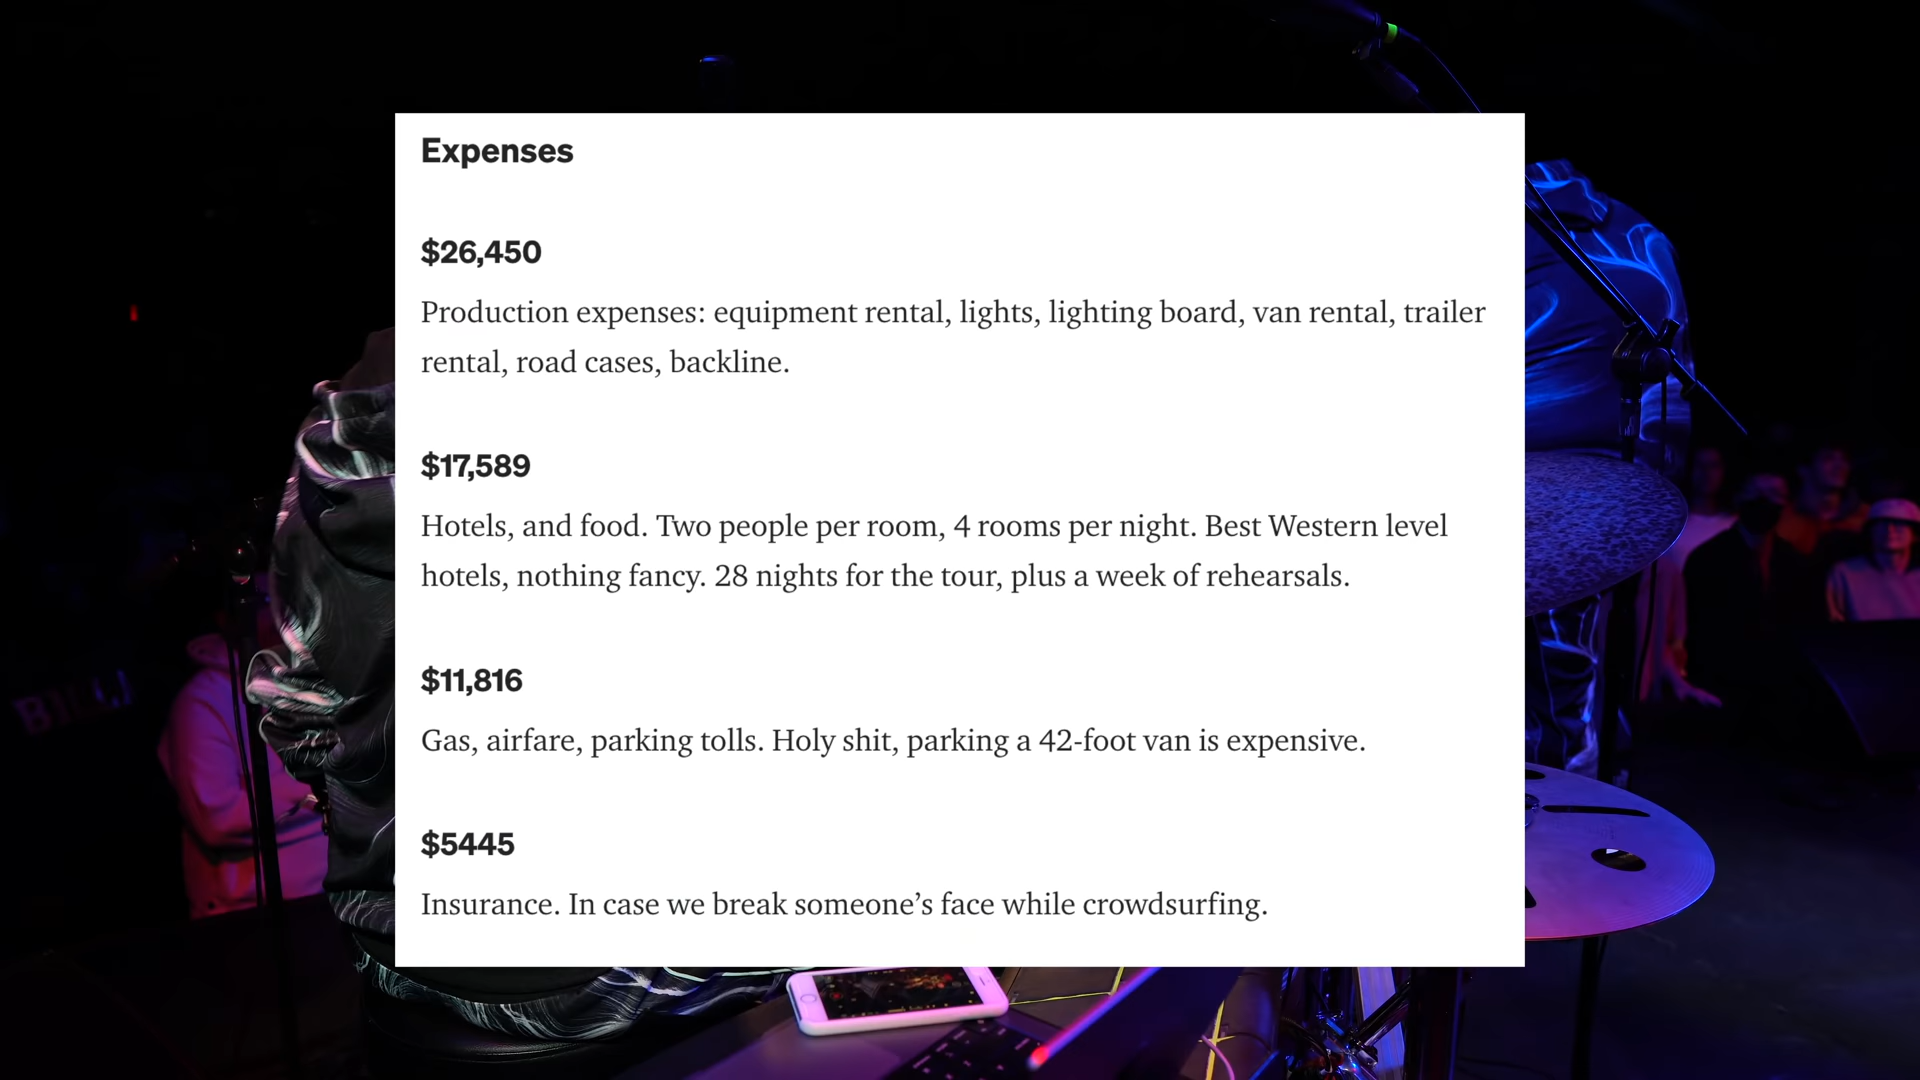 Expenses
$26,450
Production expenses: equipment rental, lights, lighting board, van rental, trailer
rental, road cases, backline.
$17,589
Hotels, and food. Two people per room, 4 rooms per night. Best Western level
hotels, nothing fancy. 28 nights for the tour, plus a week of rehearsals.
$11,816
Gas, airfare, parking tolls. Holy shit, parking a 42-foot van is expensive.
$5445
Insurance. In case we break someone’s face while crowdsurfing.